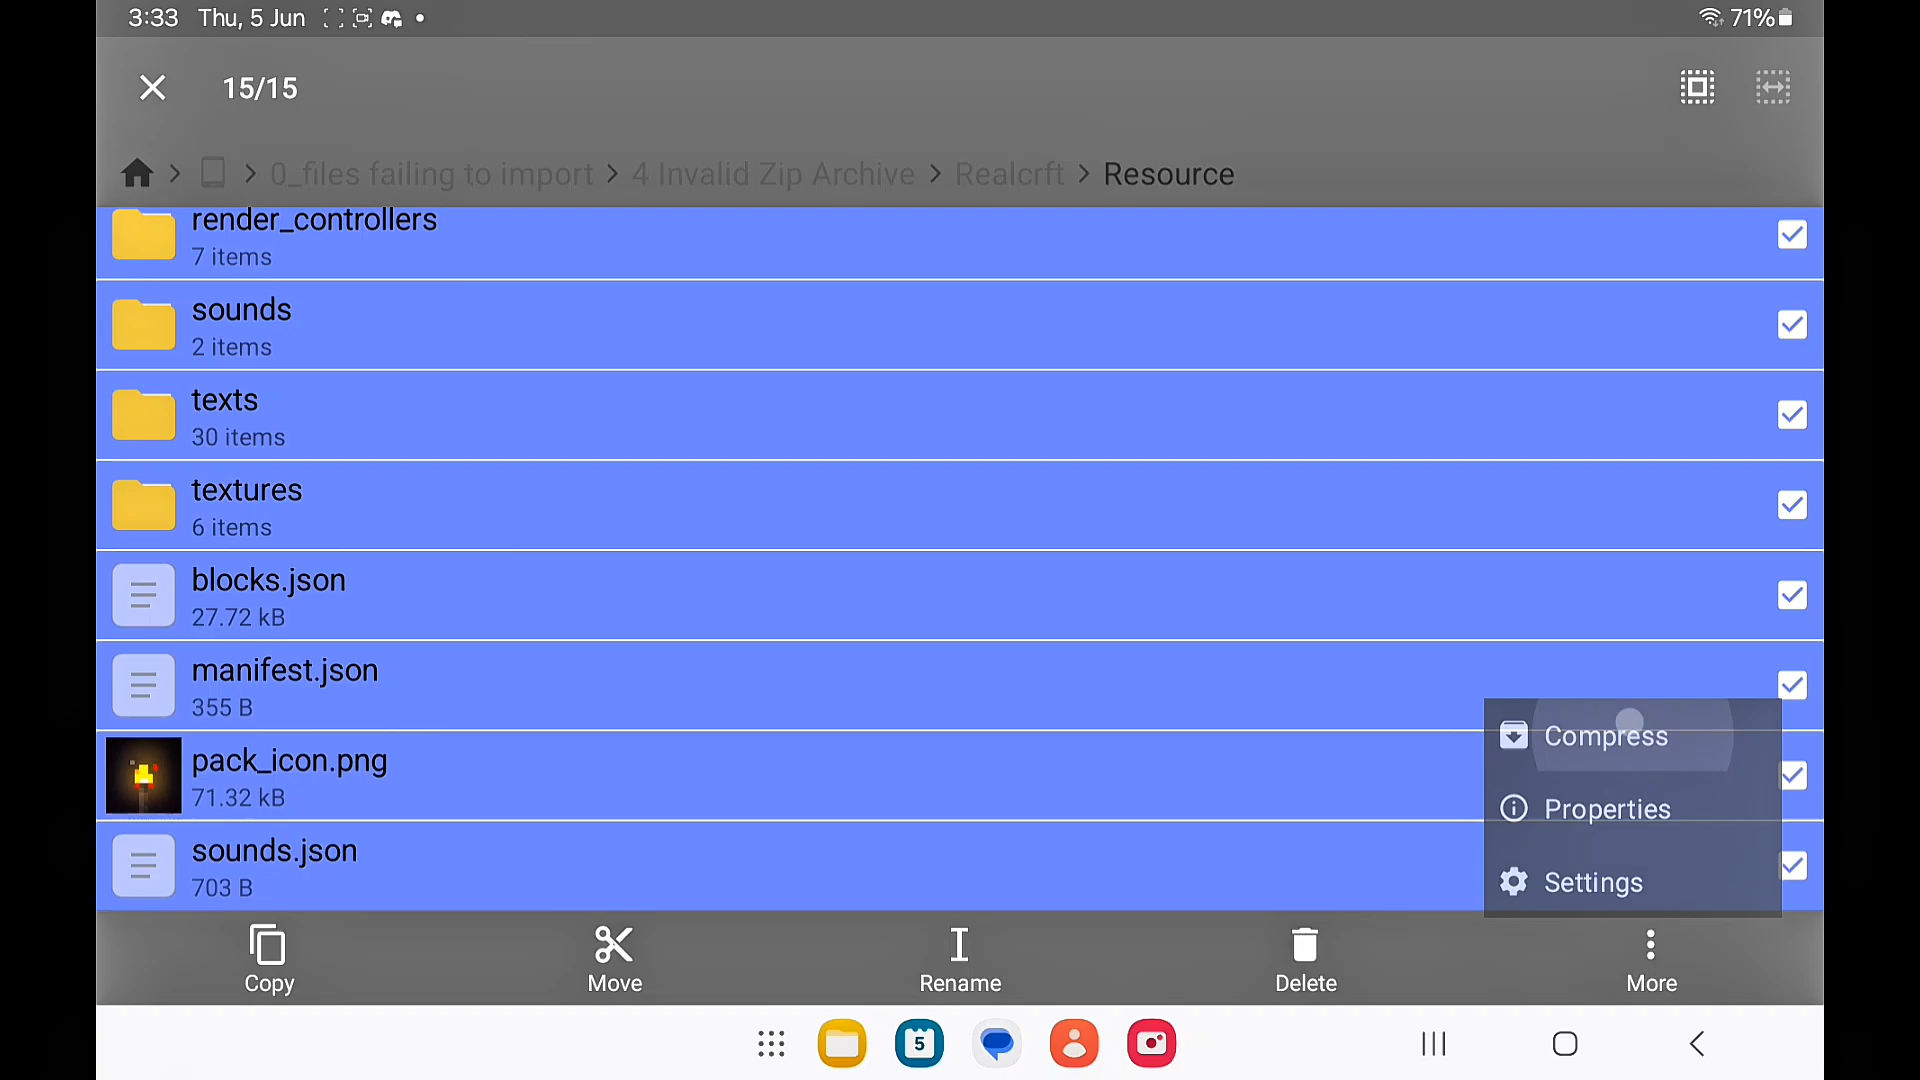 3:33 Thu, 5 Jun 71%
15/15
0_files failing to import 4 Invalid Zip Archive Realcrft Resource
render_controllers
7 items
sounds
2 items
texts
30 items
textures
6 items
blocks.json
27.72 kB
manifest.json
355 B
Compress
pack_icon.png
71.32 kB
Properties
sounds.json
703 B
Settings
Copy Move Rename Delete More
5